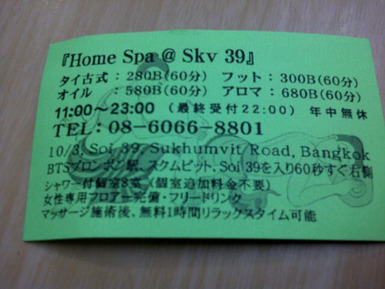 『Home Spa @ Skv 39』
タイ古式 : 280B(60分) フット : 300B(60分)
オイル : 580B(60分) アロマ : 680B(60分)
11:00~23:00 (最終受付22:00) 年中無休
TEL: 08-6066-8801
10/3, Soi 39, Sukhumvit Road, Bangkok
BTSプロンポン駅、スクムビット、Soi 39を入り60秒すぐ右側
シャワー付個室8室 (個室追加料金不要)
女性専用フロアー完備・フリードリンク
マッサージ施術後、無料1時間リラックスタイム可能